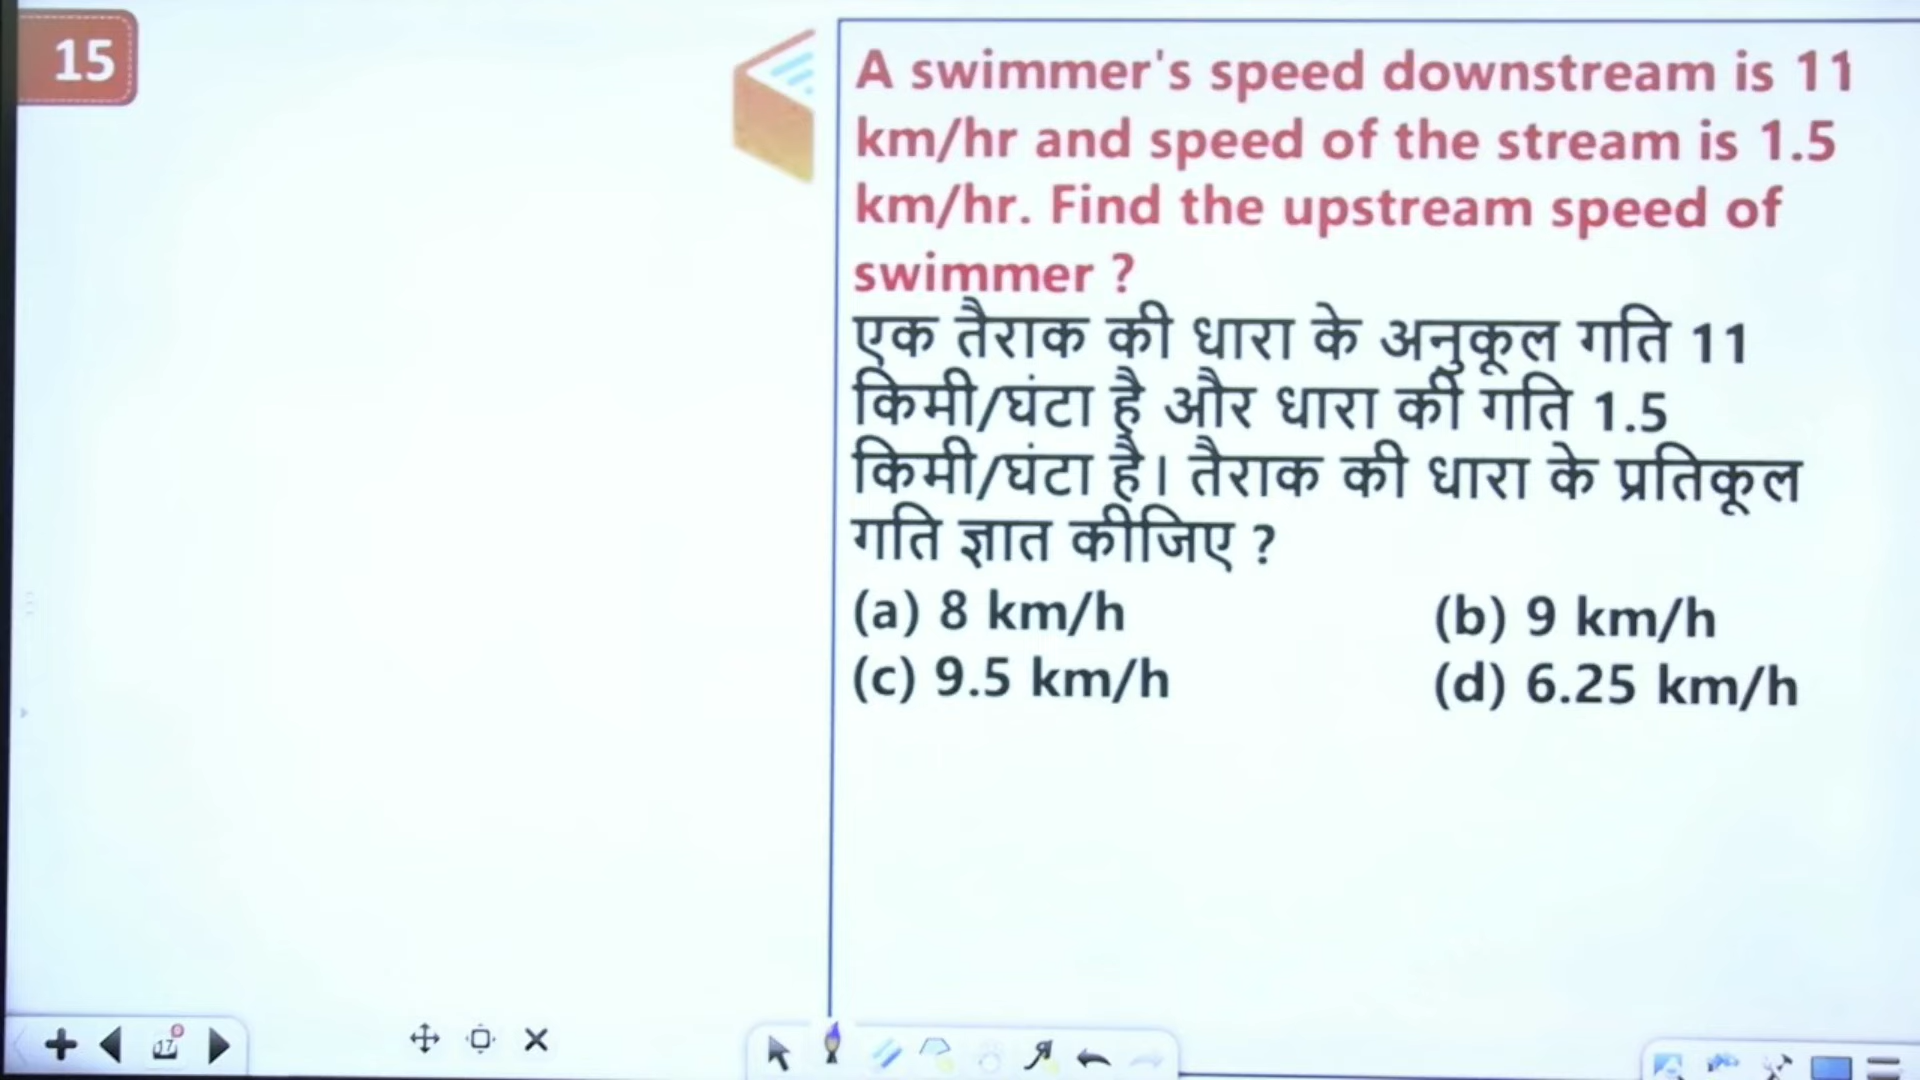 15
A swimmer's speed downstream is 11
km/hr and speed of the stream is 1.5
km/hr. Find the upstream speed of
swimmer ?
एक तैराक की धारा के अनुकूल गति 11
किमी/घंटा है और धारा की गति 1.5
किमी/घंटा है। तैराक की धारा के प्रतिकूल
गति ज्ञात कीजिए ?
(a) 8 km/h (b) 9 km/h
(c) 9.5 km/h (d) 6.25 km/h
17